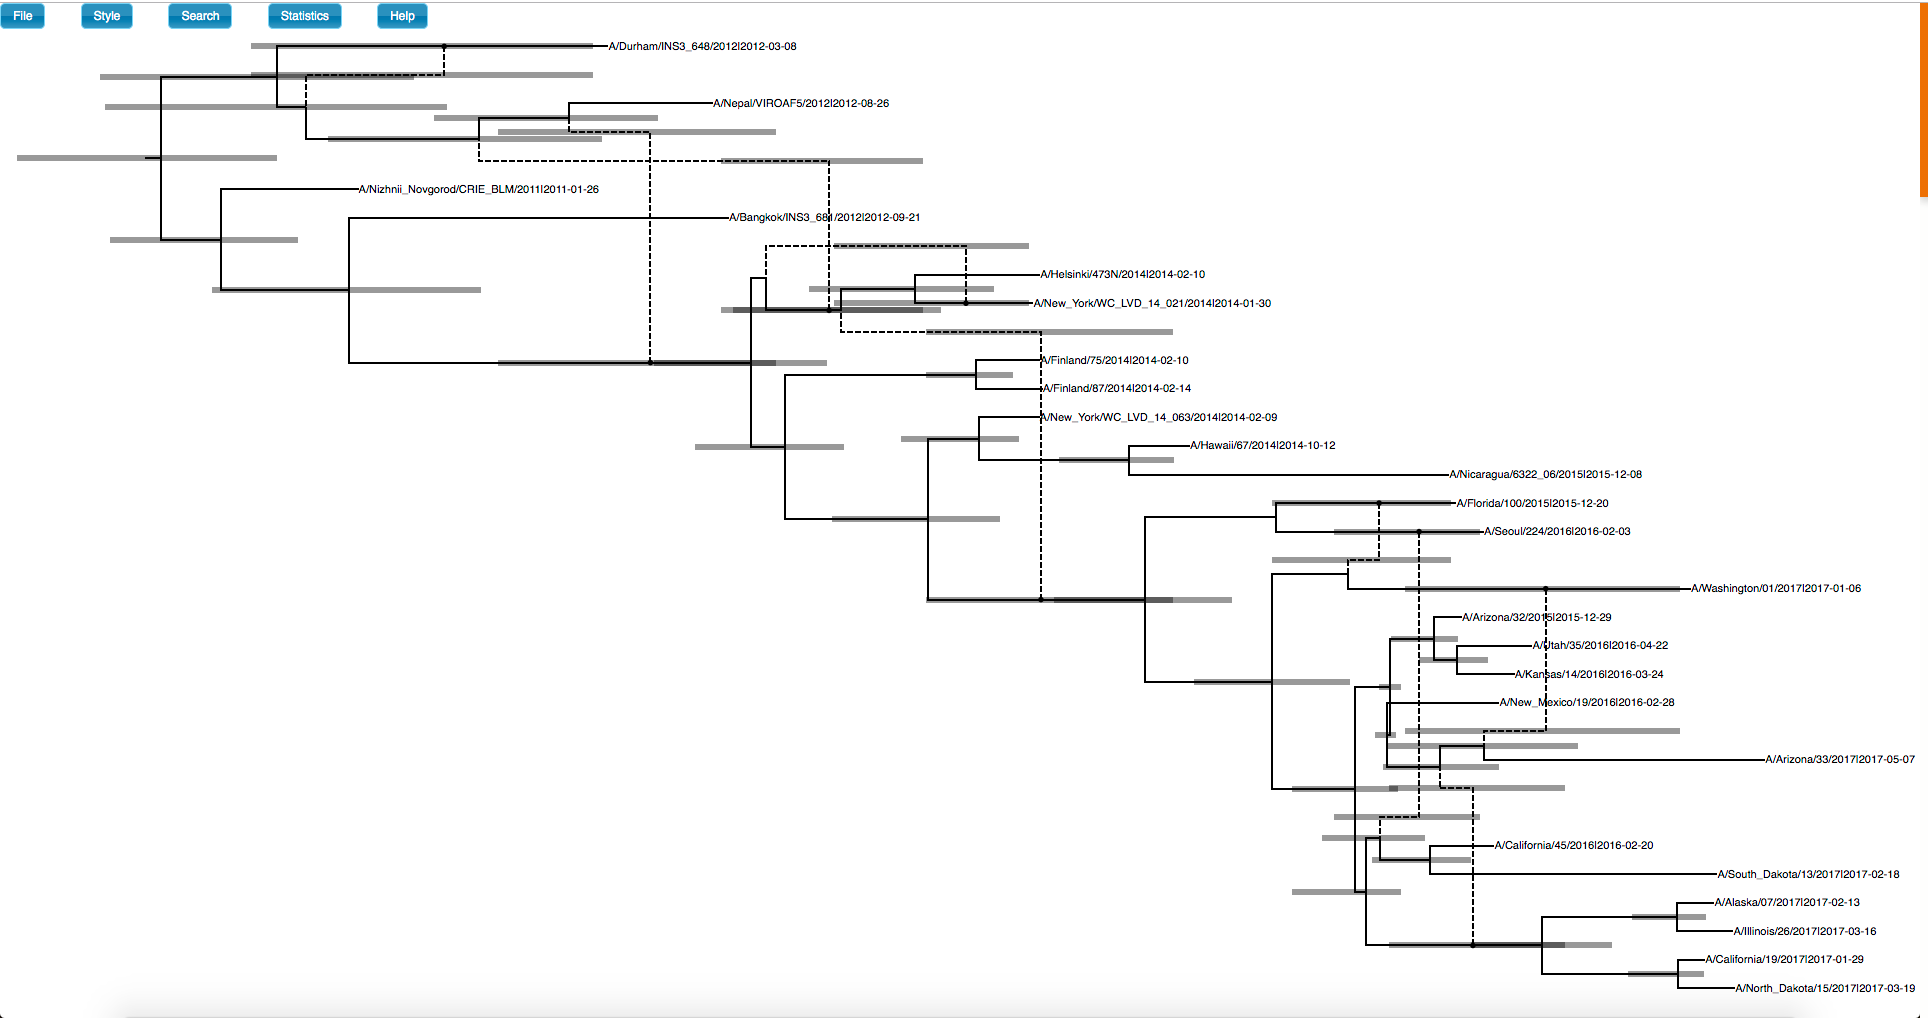 File Style Search Statistics Help
A/Durham/INS3_648/2012|2012-03-08
A/Nepal/VIROAF5/2012|2012-08-26
A/Nizhnii_Novgorod/CRIE_BLM/2011|2011-01-26
A/Bangkok/INS3_681/2012|2012-09-21
A/Helsinki/473N/2014|2014-02-10
A/New_York/WC_LVD_14_021/2014|2014-01-30
A/Finland/75/2014|2014-02-10
A/Finland/87/2014|2014-02-14
A/New_York/WC_LVD_14_063/2014|2014-02-09
A/Hawaii/67/2014|2014-10-12
A/Nicaragua/6322_06/2015|2015-12-08
A/Florida/100/2015|2015-12-20
A/Seoul/224/2016|2016-02-03
A/Washington/01/2017|2017-01-06
A/Arizona/32/2015|2015-12-29
A/Utah/35/2016|2016-04-22
A/Kansas/14/2016|2016-03-24
A/New_Mexico/19/2016|2016-02-28
A/Arizona/33/2017|2017-05-07
A/California/45/2016|2016-02-20
A/South_Dakota/13/2017|2017-02-18
A/Alaska/07/2017|2017-02-13
A/Illinois/26/2017|2017-03-16
A/California/19/2017|2017-01-29
A/North_Dakota/15/2017|2017-03-19